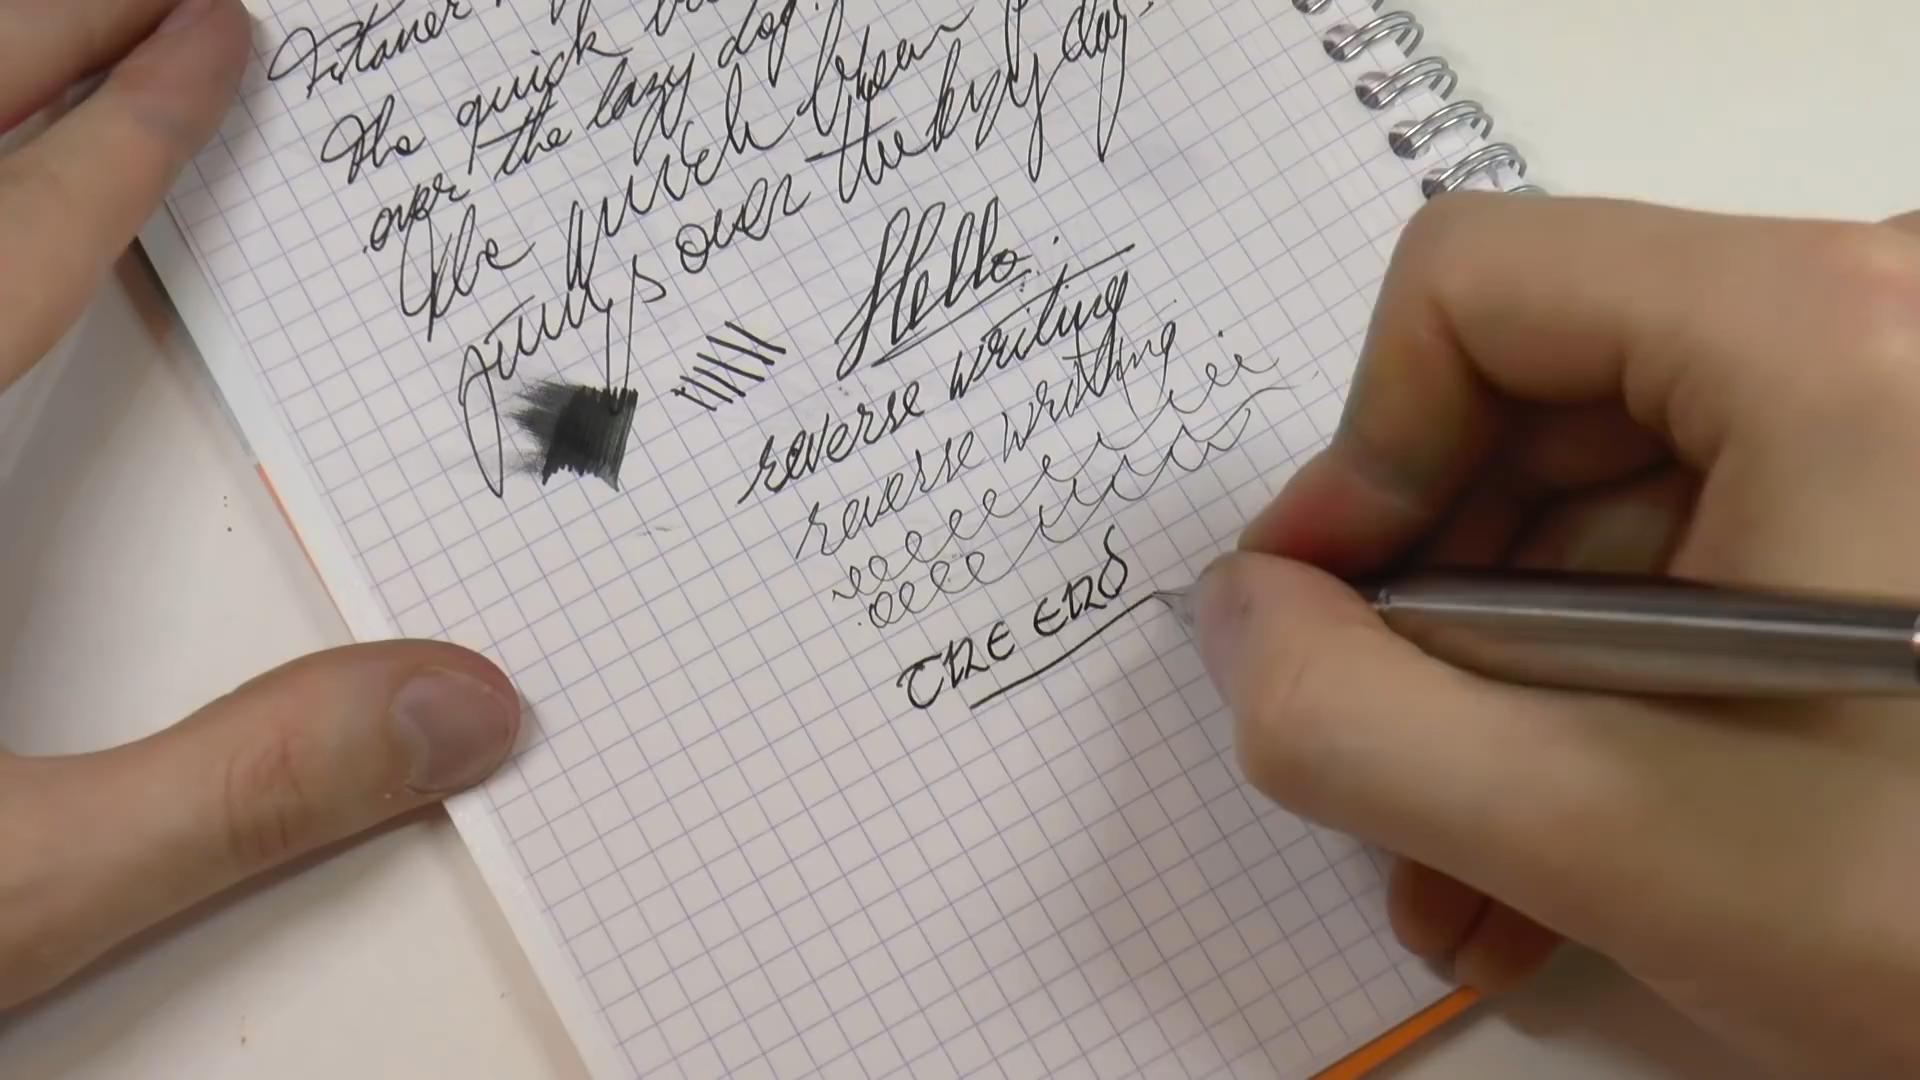 The quick
over the lazy dog.
The quick brown
jumps over the lazy dog.
Hello.
reverse writing
reverse writing
THE END